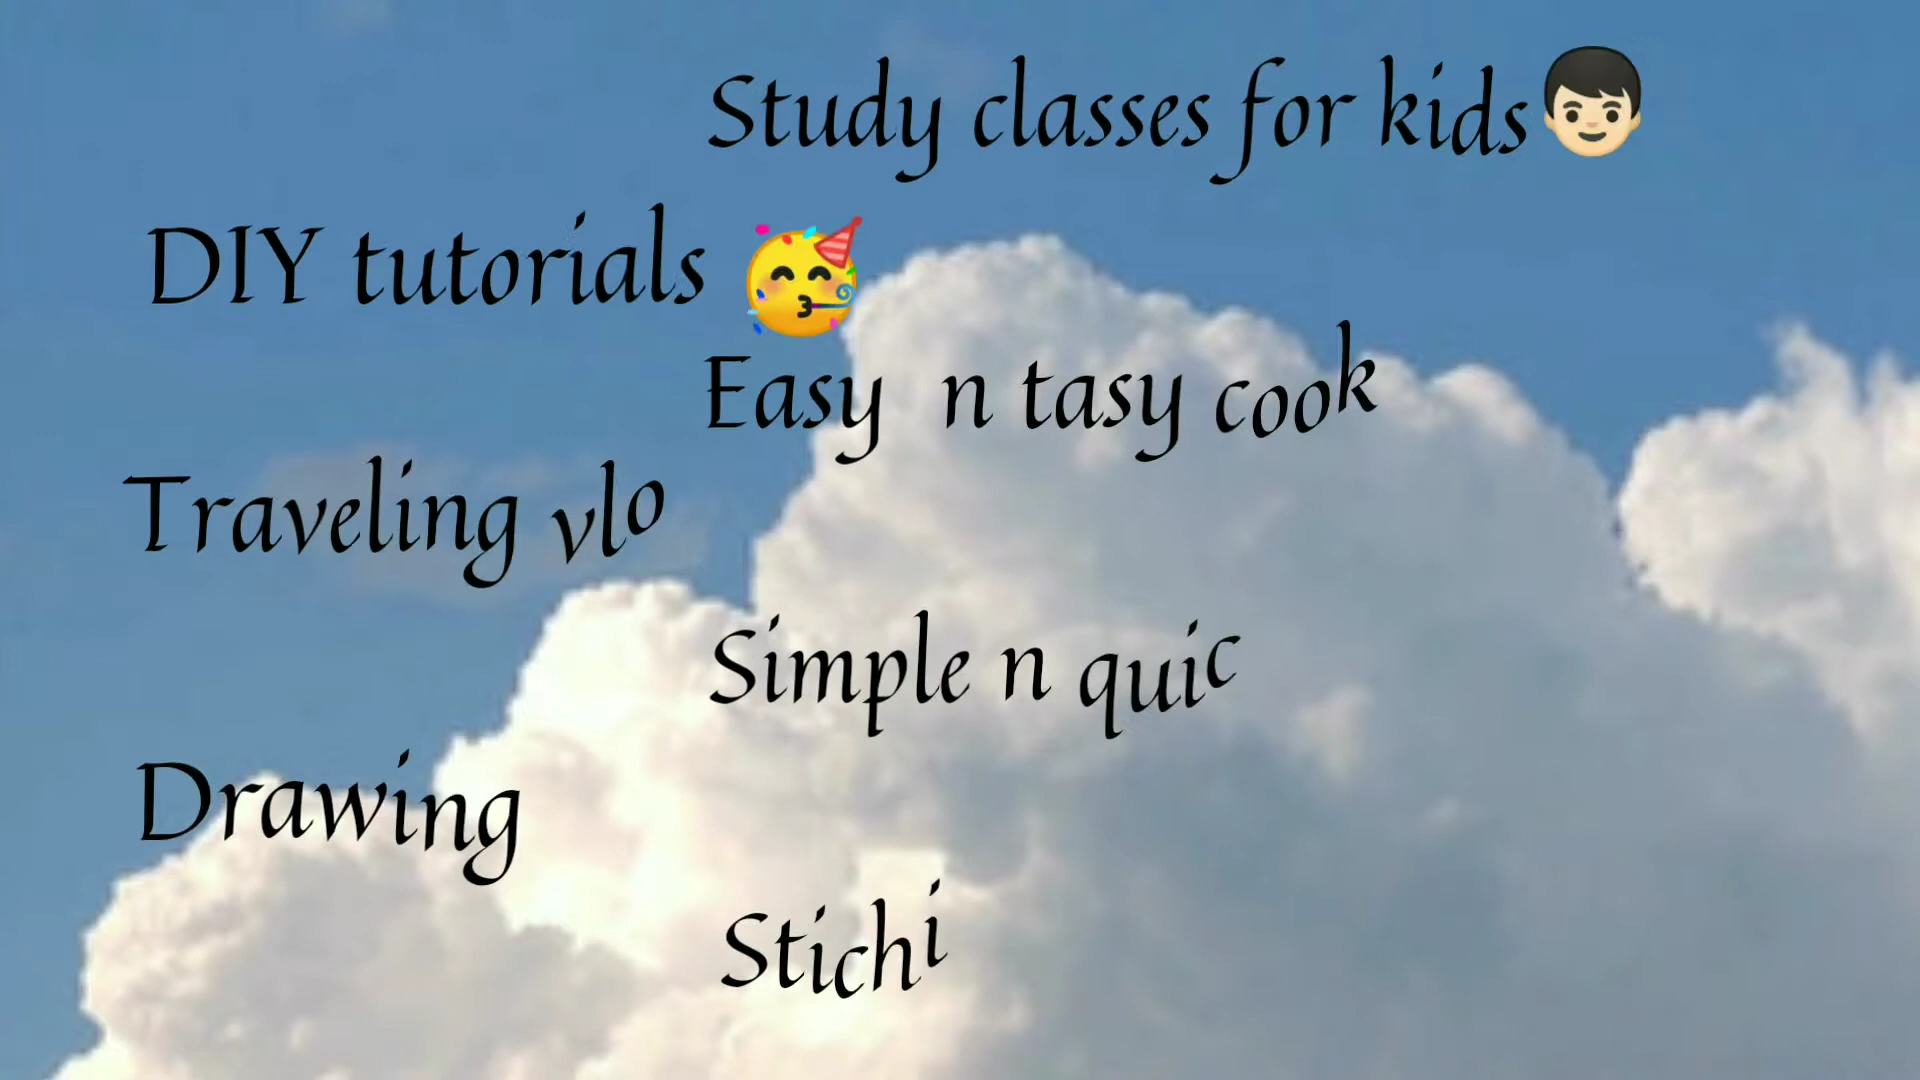 Study classes for kids👦🏻
DIY tutorials 🥳
Easy n tasy cook
Traveling vlo
Simple n quic
Drawing
Stichi